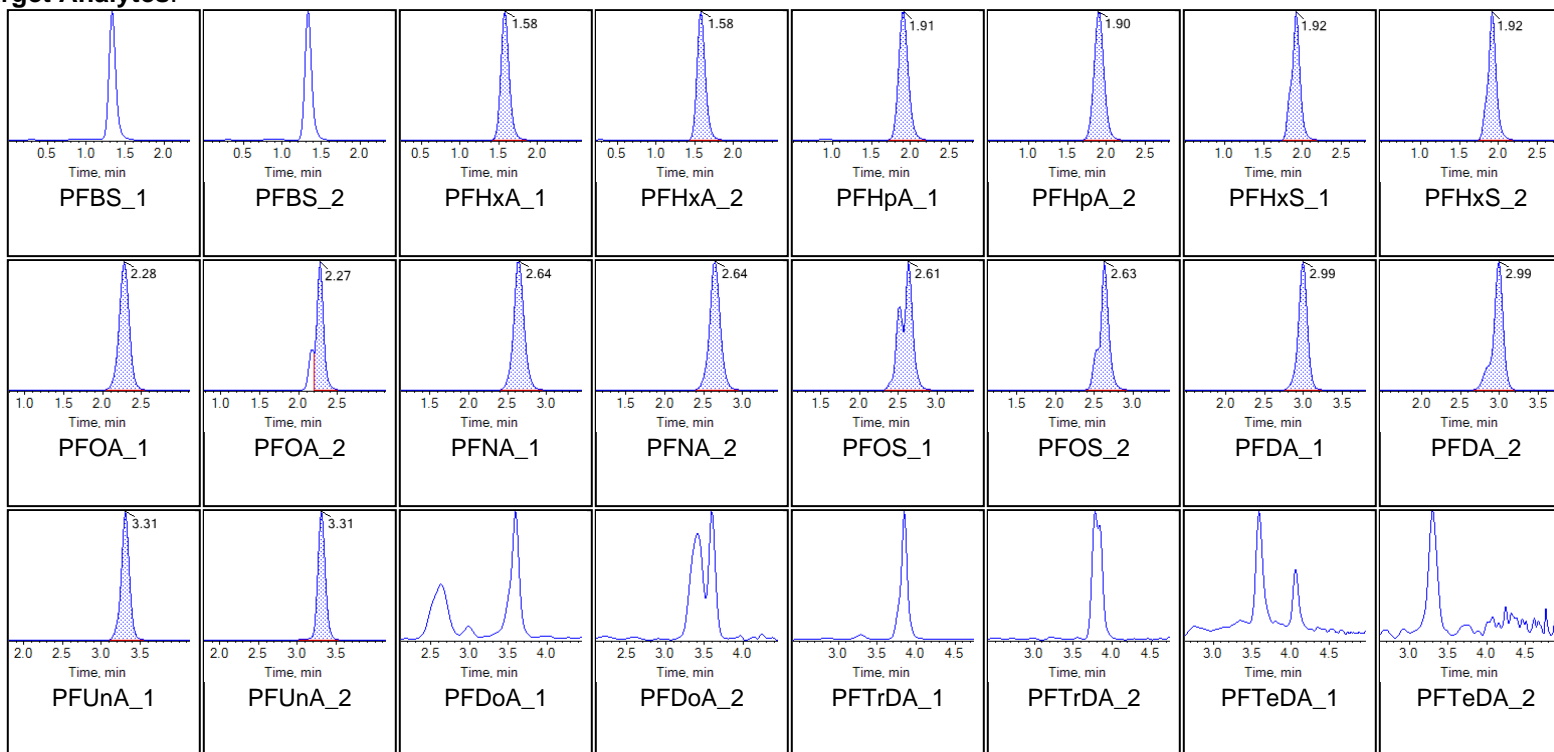 rget Analytes:
1.58 1.58 1.91 1.90 1.92 1.92
0.5 1.0 1.5 2.0 0.5 1.0 1.5 2.0 0.5 1.0 1.5 2.0 0.5 1.0 1.5 2.0 1.0 1.5 2.0 2.5 1.0 1.5 2.0 2.5 1.0 1.5 2.0 2.5 1.0 1.5 2.0 2.5
Time, min Time, min Time, min Time, min Time, min Time, min Time, min Time, min
PFBS_1 PFBS_2 PFHxA_1 PFHxA_2 PFHpA_1 PFHpA_2 PFHxS_1 PFHxS_2
2.28 2.27 2.64 2.64 2.61 2.63 2.99 2.99
1.0 1.5 2.0 2.5 1.0 1.5 2.0 2.5 1.5 2.0 2.5 3.0 1.5 2.0 2.5 3.0 1.5 2.0 2.5 3.0 1.5 2.0 2.5 3.0 2.0 2.5 3.0 3.5 2.0 2.5 3.0 3.5
Time, min Time, min Time, min Time, min Time, min Time, min Time, min Time, min
PFOA_1 PFOA_2 PFNA_1 PFNA_2 PFOS_1 PFOS_2 PFDA_1 PFDA_2
3.31 3.31
2.0 2.5 3.0 3.5 2.0 2.5 3.0 3.5 2.5 3.0 3.5 4.0 2.5 3.0 3.5 4.0 3.0 3.5 4.0 4.5 3.0 3.5 4.0 4.5 3.0 3.5 4.0 4.5 3.0 3.5 4.0 4.5
Time, min Time, min Time, min Time, min Time, min Time, min Time, min Time, min
PFUnA_1 PFUnA_2 PFDoA_1 PFDoA_2 PFTrDA_1 PFTrDA_2 PFTeDA_1 PFTeDA_2